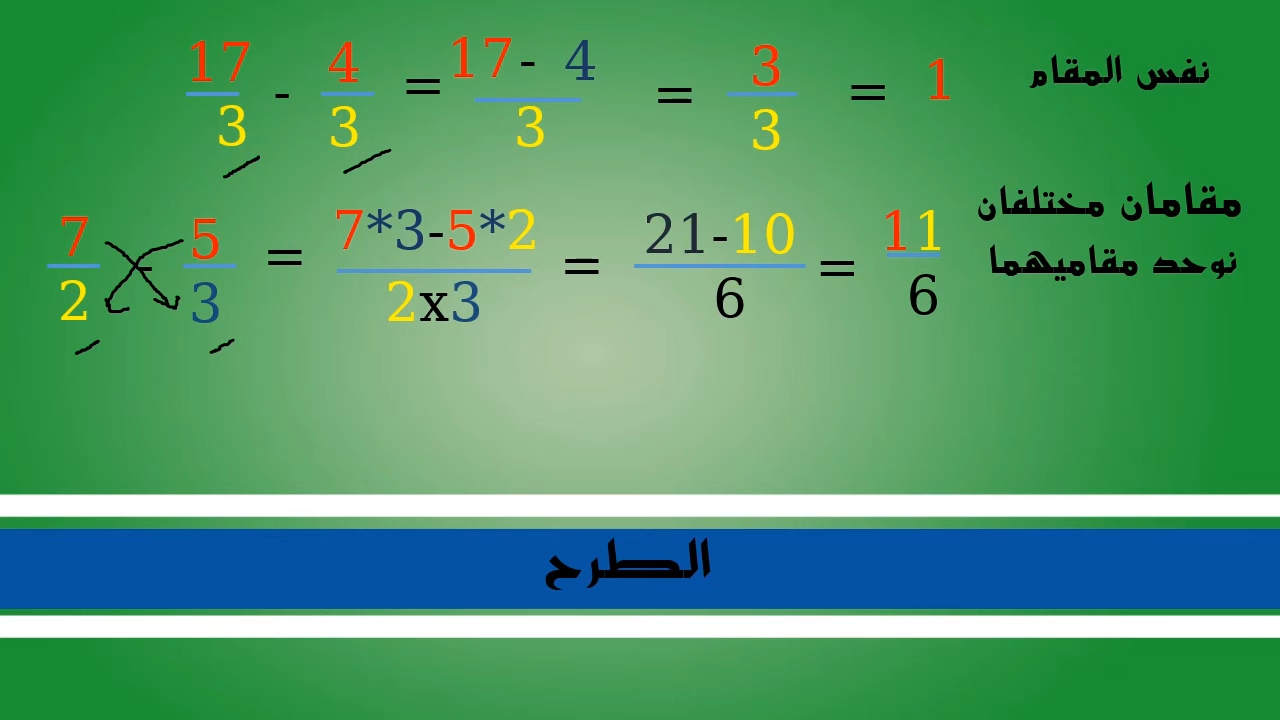 17/3 - 4/3 = 17- 4/3 = 3/3 = 1 نفس المقام
7/2 - 5/3 = 7*3-5*2/2x3 = 21-10/6 = 11/6 مقامان مختلفان
نوحد مقاميهما
الطرح